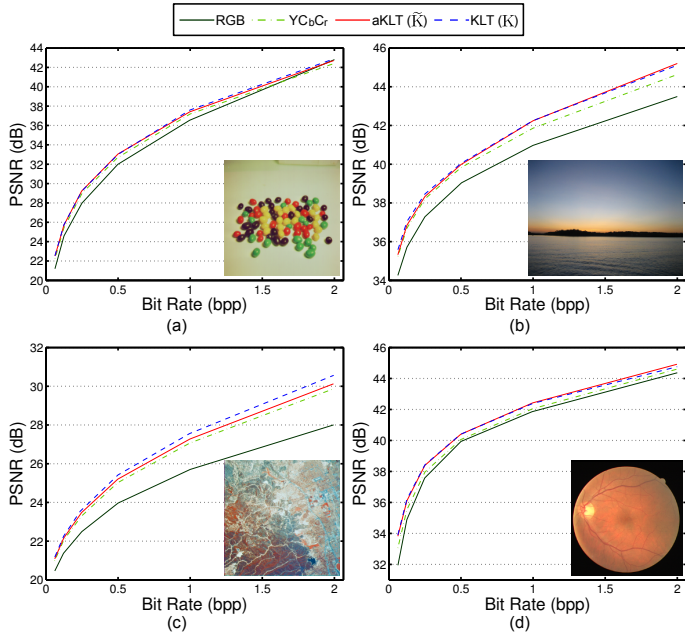 RGB YCbCr aKLT (K̃) KLT (K)
PSNR (dB)
44
42
40
38
36
34
32
30
28
26
24
22
20
0 0.5 1 1.5 2
Bit Rate (bpp)
(a)
PSNR (dB)
46
44
42
40
38
36
34
0 0.5 1 1.5 2
Bit Rate (bpp)
(b)
PSNR (dB)
32
30
28
26
24
22
20
0 0.5 1 1.5 2
Bit Rate (bpp)
(c)
PSNR (dB)
46
44
42
40
38
36
34
32
0 0.5 1 1.5 2
Bit Rate (bpp)
(d)